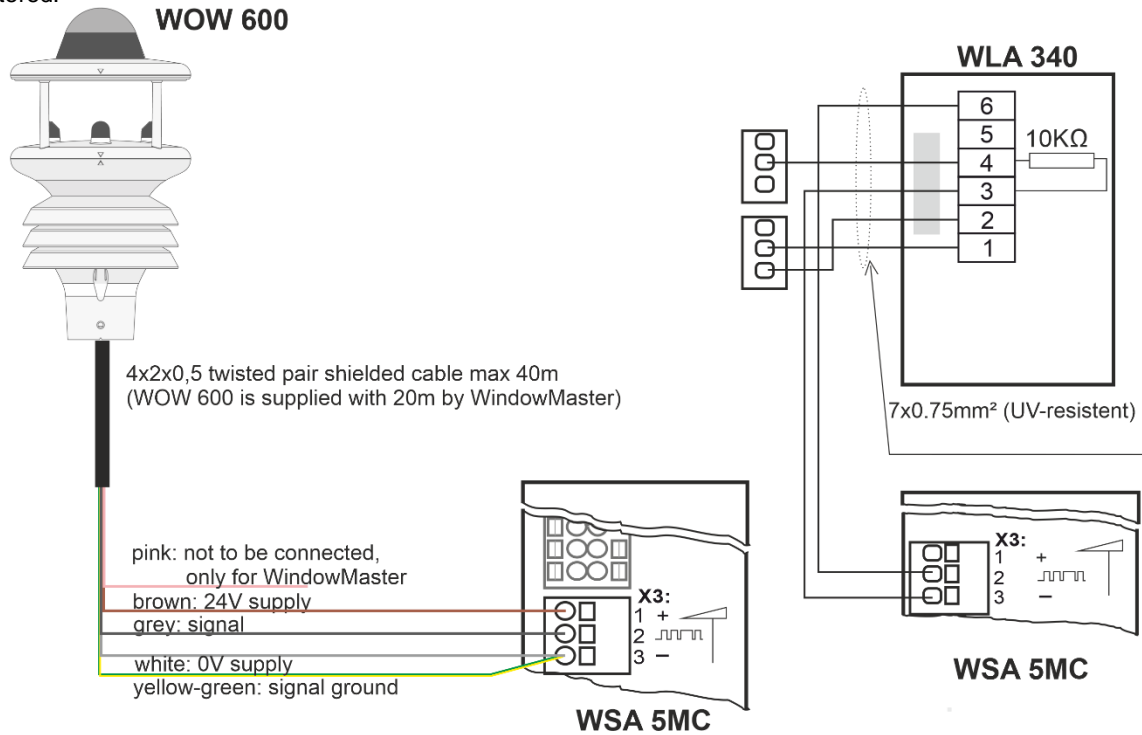 WOW 600
4x2x0,5 twisted pair shielded cable max 40m
(WOW 600 is supplied with 20m by WindowMaster)
pink: not to be connected,
only for WindowMaster
brown: 24V supply
grey: signal
white: 0V supply
yellow-green: signal ground
X3:
1 +
2
3 –
WSA 5MC
WLA 340
6
5
4
3
2
1
10KΩ
7x0.75mm² (UV-resistent)
X3:
1 +
2
3 –
WSA 5MC